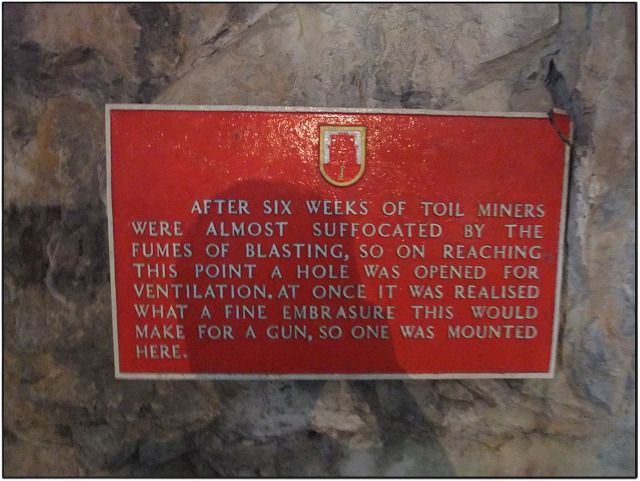 AFTER SIX WEEKS OF TOIL MINERS
WERE ALMOST SUFFOCATED BY THE
FUMES OF BLASTING, SO ON REACHING
THIS POINT A HOLE WAS OPENED FOR
VENTILATION. AT ONCE IT WAS REALISED
WHAT A FINE EMBRASURE THIS WOULD
MAKE FOR A GUN, SO ONE WAS MOUNTED
HERE.